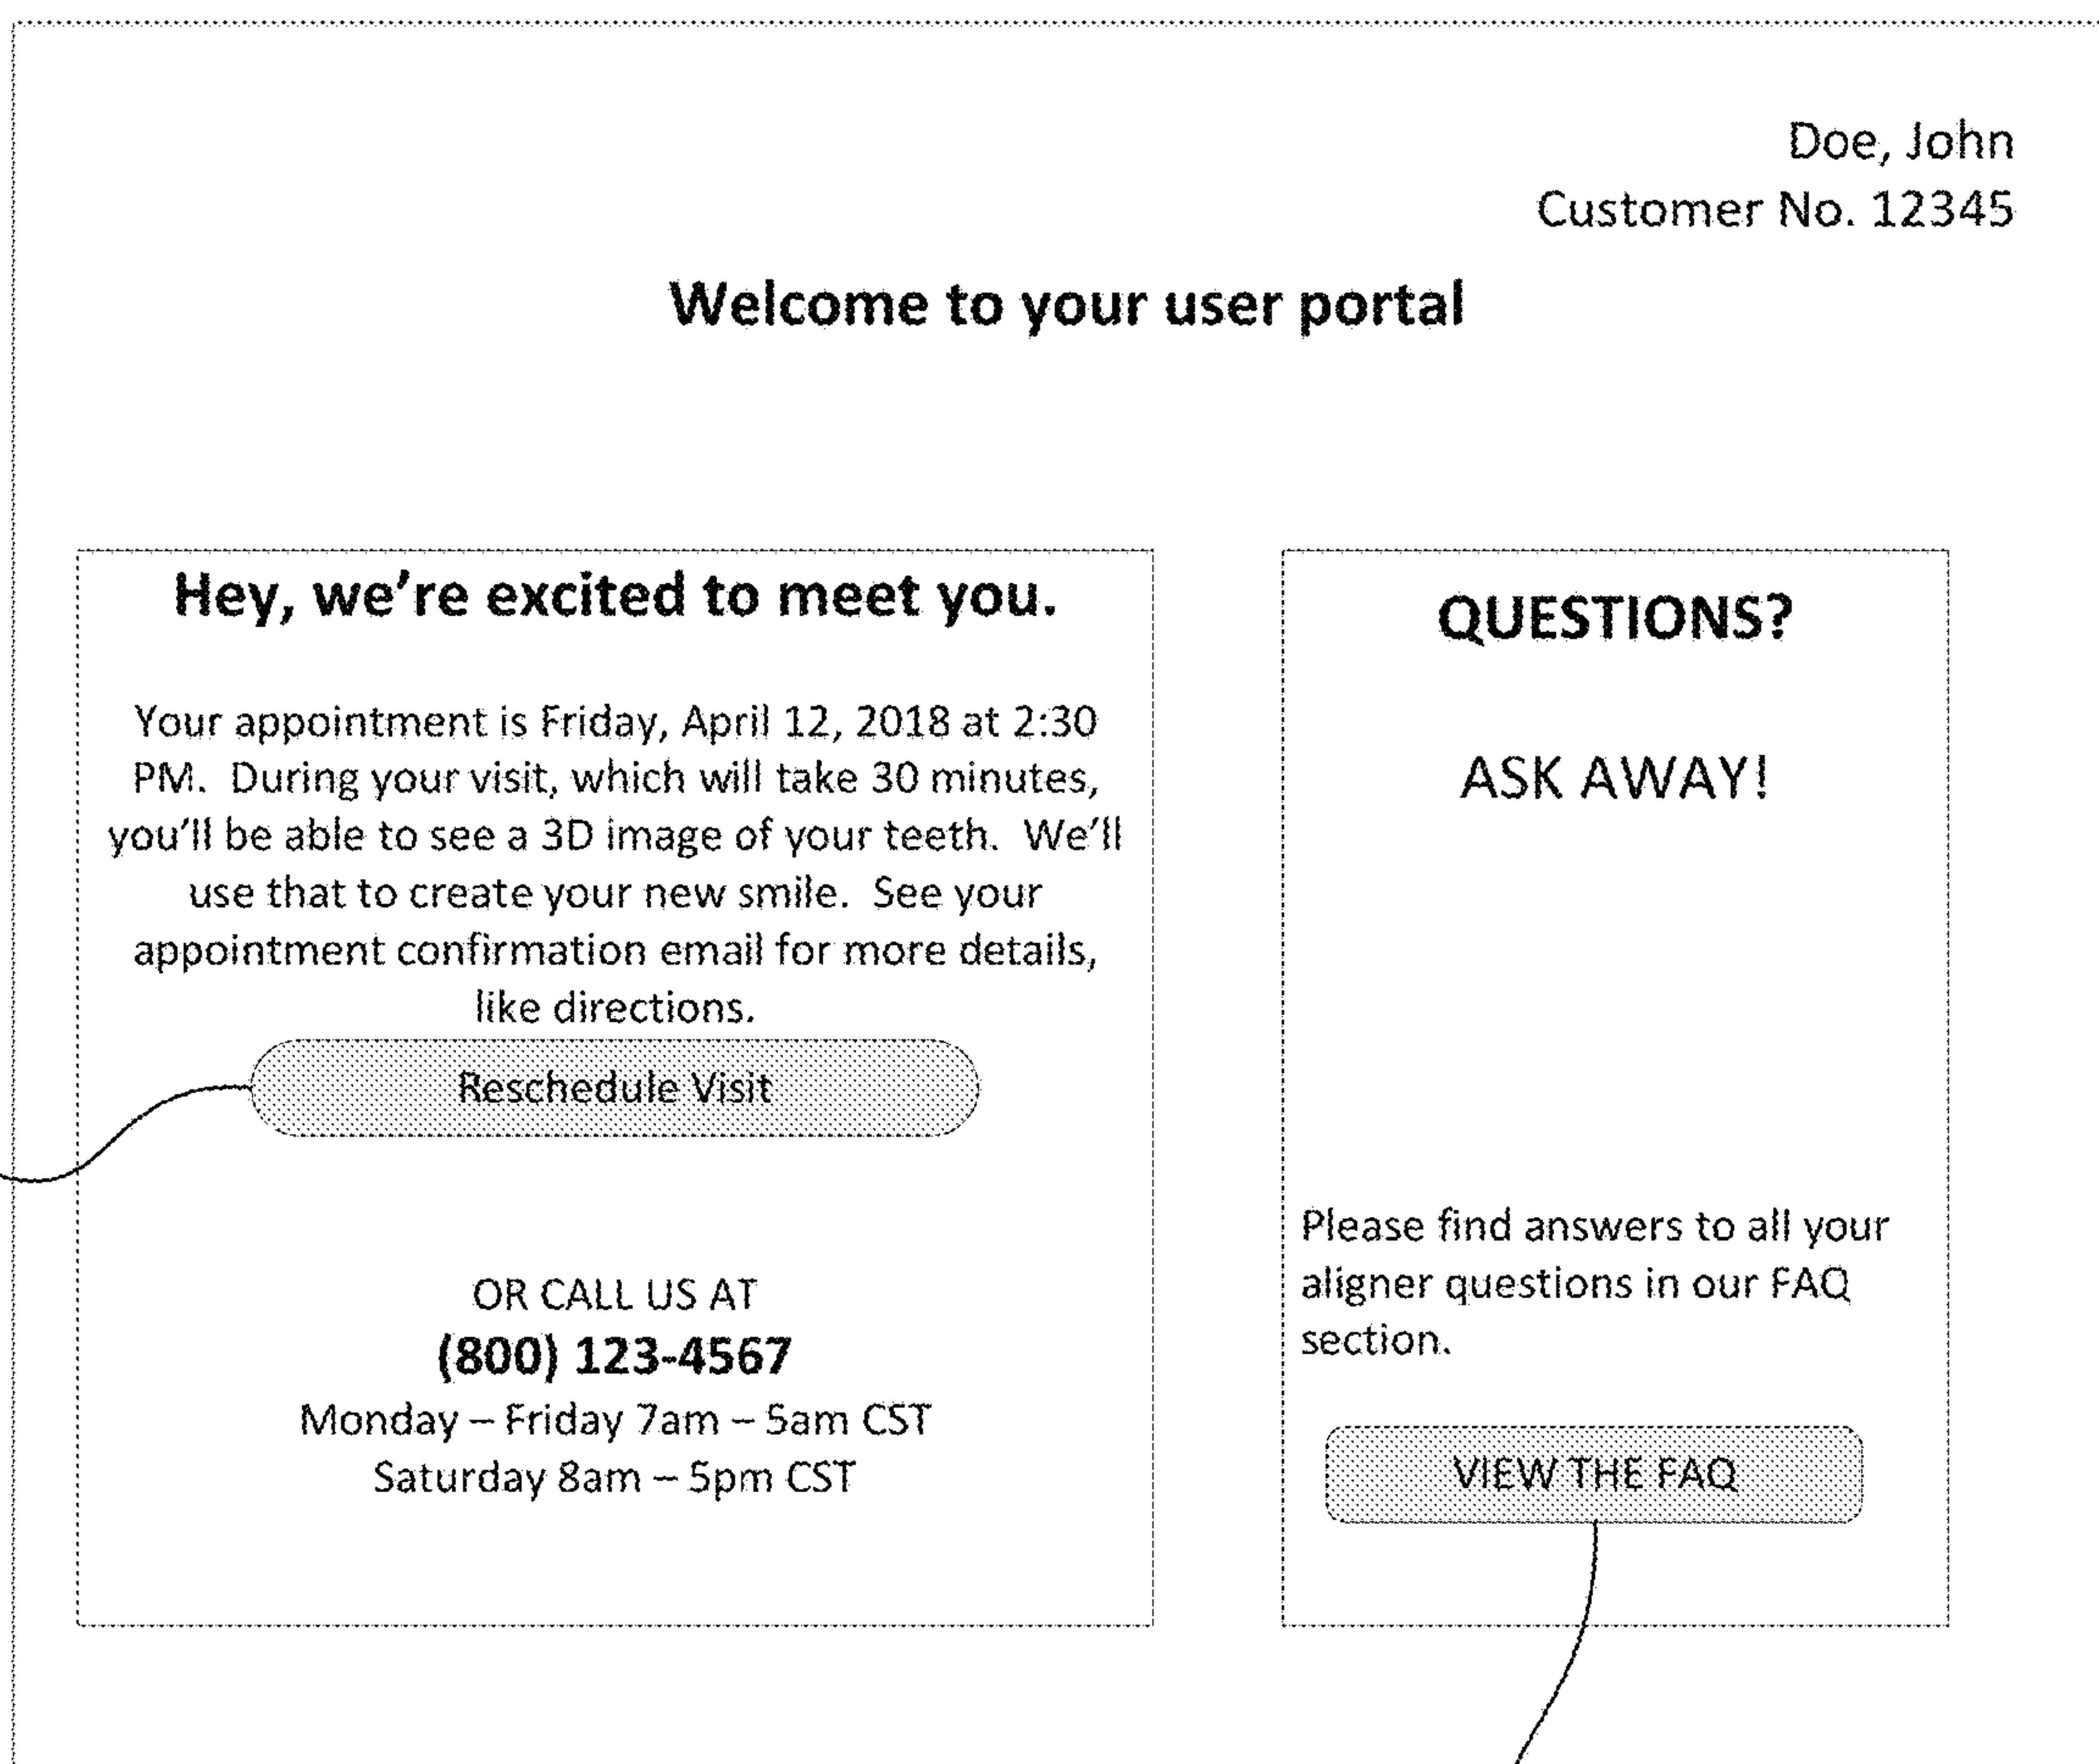 Doe, John
Customer No. 12345
Welcome to your user portal
Hey, we're excited to meet you.
Your appointment is Friday, April 12, 2018 at 2:30
PM.  During your visit, which will take 30 minutes,
you'll be able to see a 3D image of your teeth.  We'll
use that to create your new smile.  See your
appointment confirmation email for more details,
like directions.
Reschedule Visit
OR CALL US AT
(800) 123-4567
Monday – Friday 7am – 5am CST
Saturday 8am – 5pm CST
QUESTIONS?
ASK AWAY!
Please find answers to all your
aligner questions in our FAQ
section.
VIEW THE FAQ